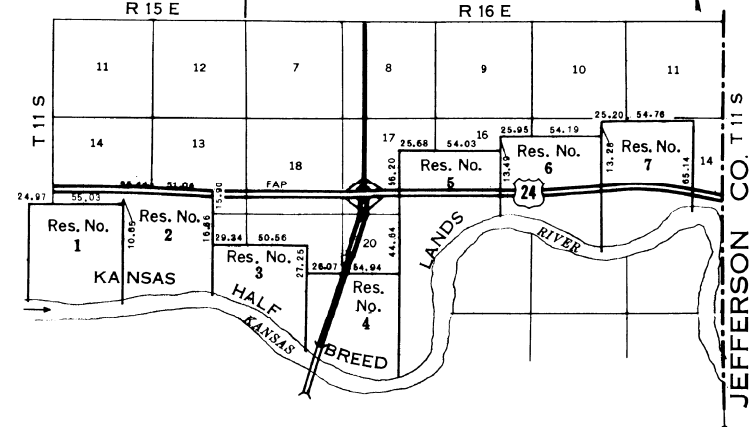 R 15 E
R 16 E
11
12
7
8
9
10
11
T 11 S
T 11 S
14
13
18
17
16
14
25.68
54.03
25.95
54.19
25.20
54.76
Res. No.
5
Res. No.
6
Res. No.
7
16.20
13.49
13.28
65.14
51.04
15.90
FAP
24
24.97
55.03
Res. No.
1
10.65
Res. No.
2
16.86
29.34
50.56
Res. No.
3
27.25
20
44.64
26.07
54.94
Res.
No.
4
KANSAS
HALF
BREED
LANDS
KANSAS
RIVER
JEFFERSON CO.